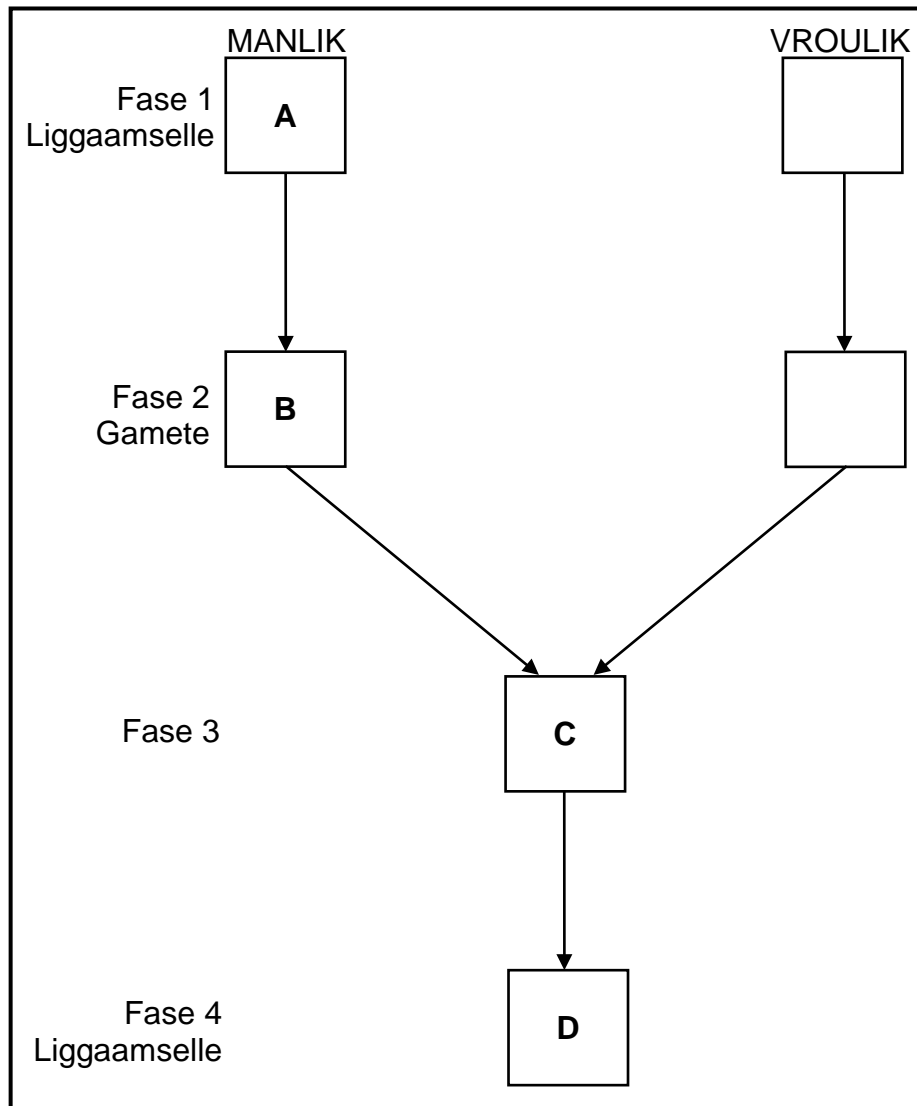 MANLIK VROULIK
Fase 1
Liggaamselle
A
Fase 2
Gamete
B
Fase 3
C
Fase 4
Liggaamselle
D